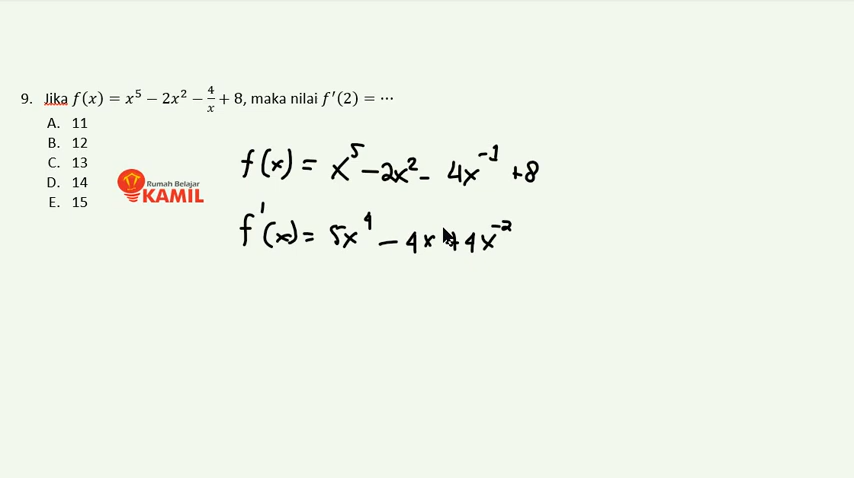 9. Jika f(x) = x⁵ − 2x² − 4/x + 8, maka nilai f′(2) = ⋯
A. 11
B. 12
C. 13
D. 14
E. 15
Rumah Belajar
KAMIL
f(x) = x⁵ − 2x² − 4x⁻¹ + 8
f′(x) = 5x⁴ − 4x + 4x⁻²